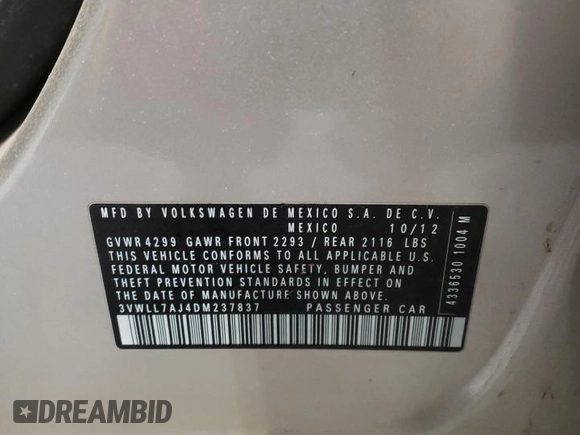 MFD BY VOLKSWAGEN DE MEXICO S.A. DE C.V.
MEXICO 10/12
GVWR 4299 GAWR FRONT 2293 / REAR 2116 LBS
THIS VEHICLE CONFORMS TO ALL APPLICABLE U.S.
FEDERAL MOTOR VEHICLE SAFETY, BUMPER AND
THEFT PREVENTION STANDARDS IN EFFECT ON
THE DATE OF MANUFACTURE SHOWN ABOVE.
3VWLL7AJ4DM237837 PASSENGER CAR
4336530 1004 M
DREAMBID